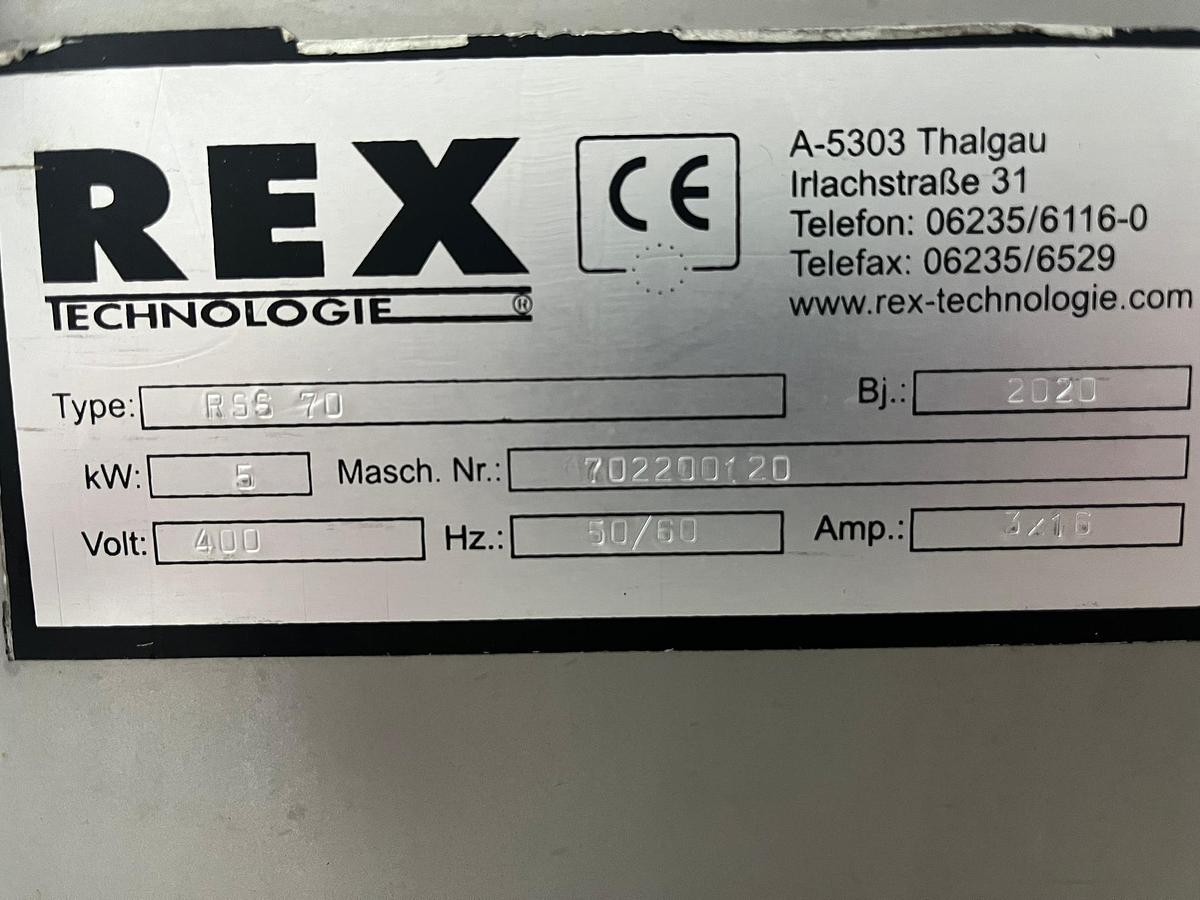 REX
TECHNOLOGIE ®
CE
A-5303 Thalgau
Irlachstraße 31
Telefon: 06235/6116-0
Telefax: 06235/6529
www.rex-technologie.com
Type: RSS 70 Bj.: 2020
kW: 5 Masch. Nr.: 702200120
Volt: 400 Hz.: 50/60 Amp.: 3x16